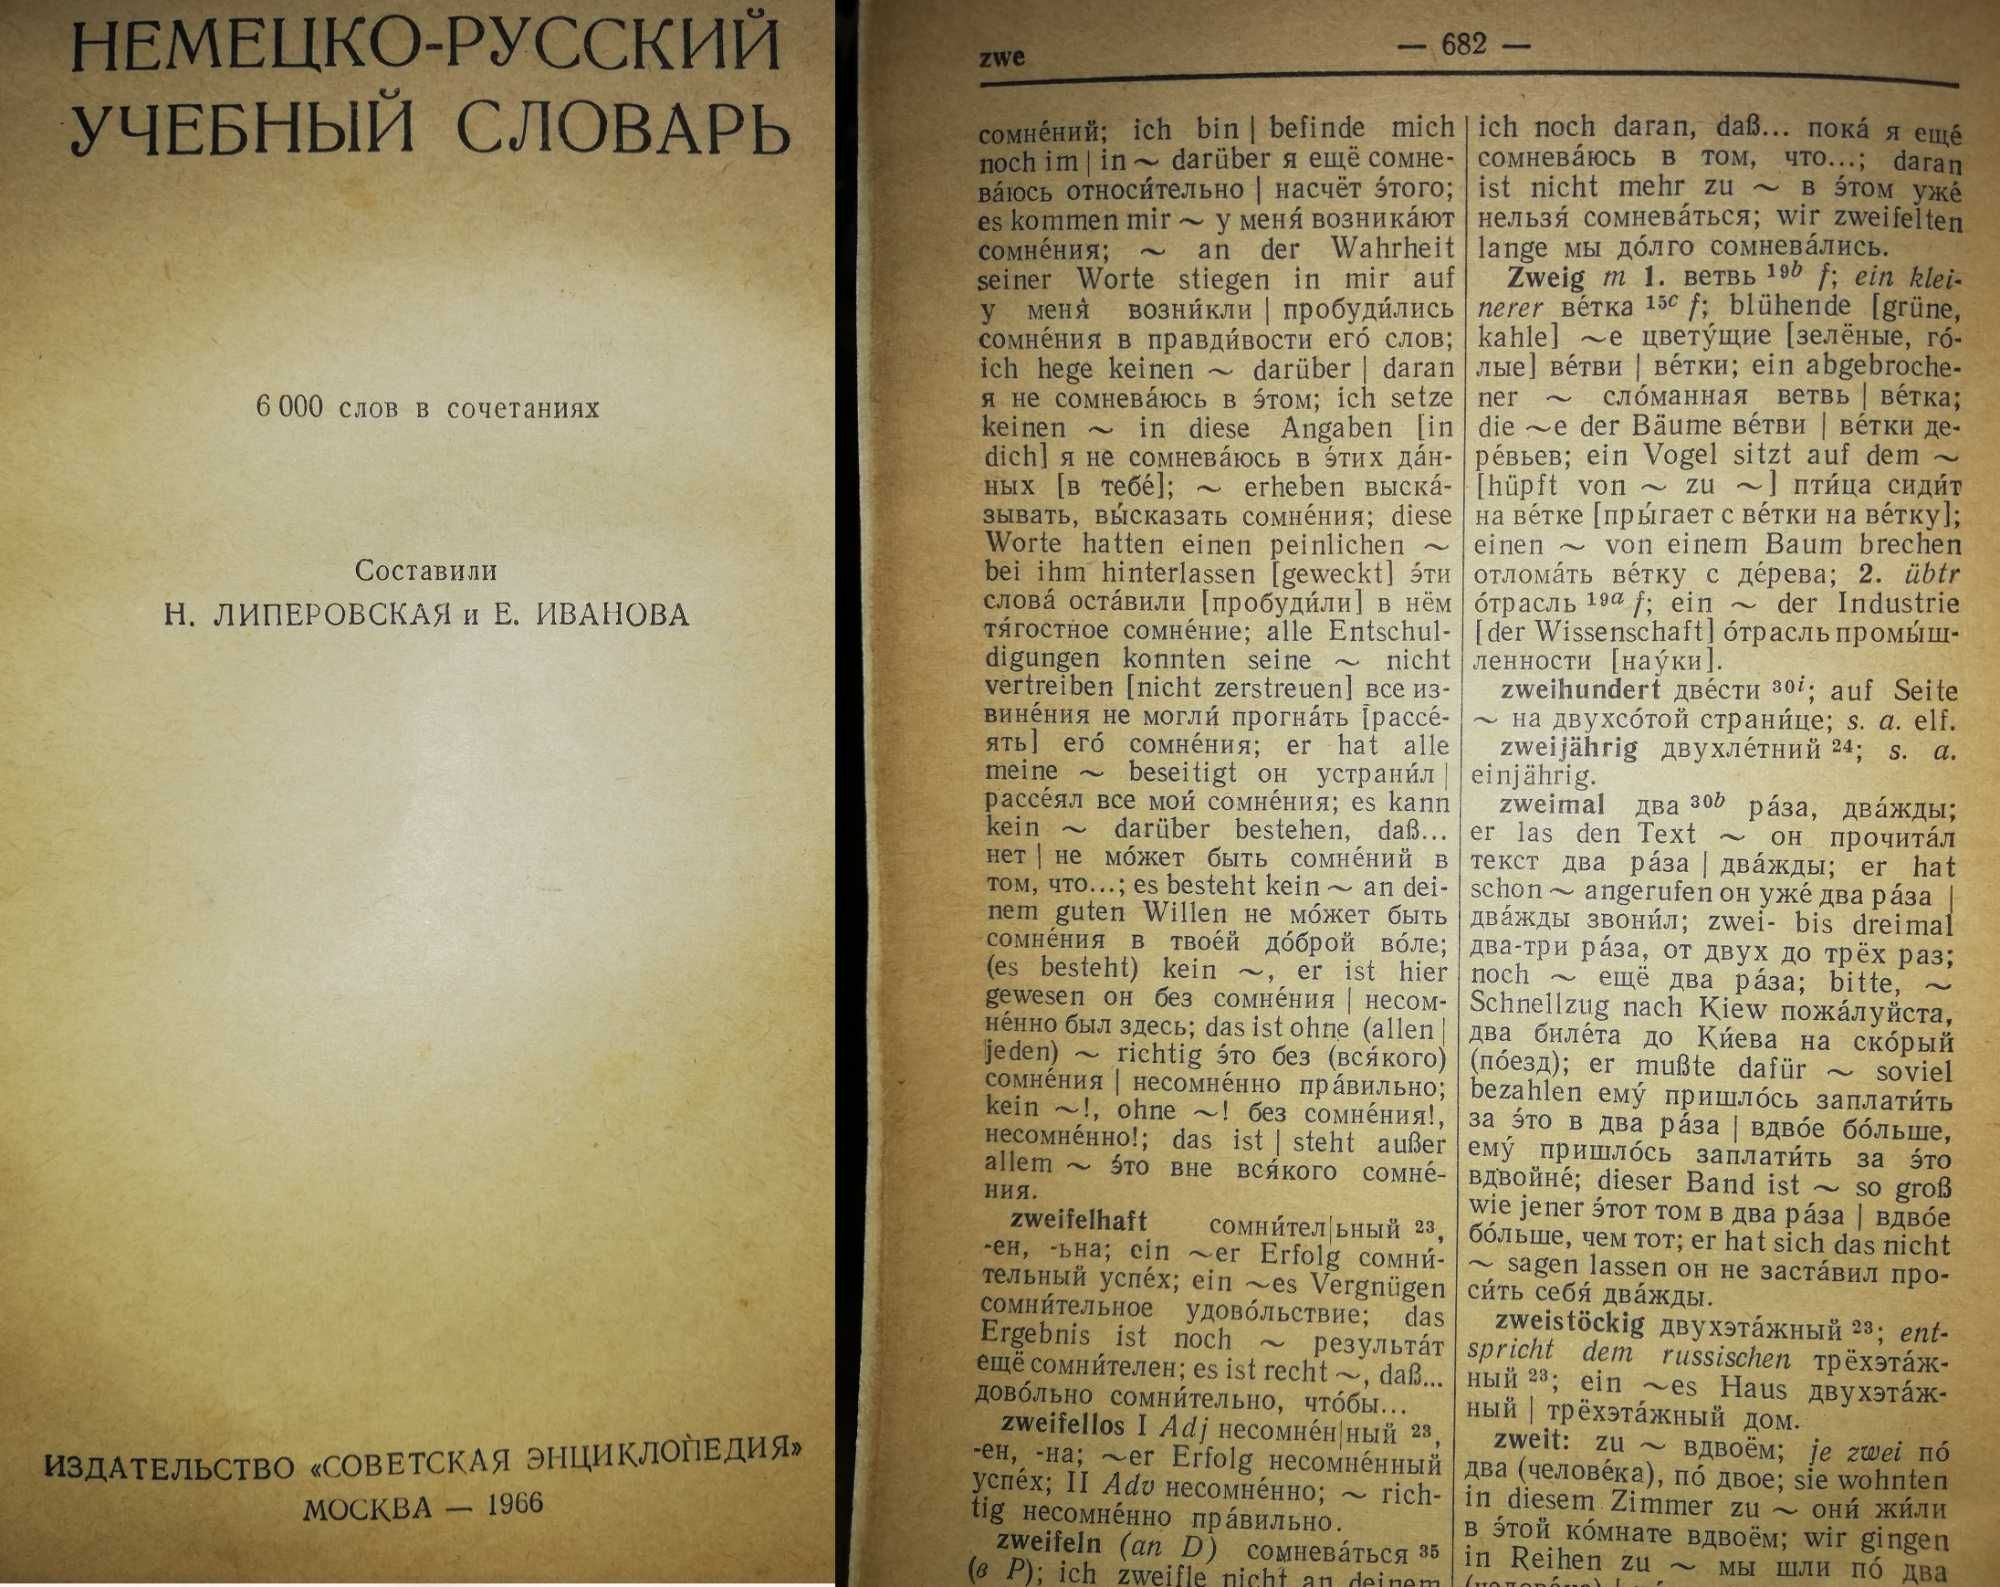 НЕМЕЦКО-РУССКИЙ
УЧЕБНЫЙ СЛОВАРЬ
6 000 слов в сочетаниях
Составили
Н. ЛИПЕРОВСКАЯ и Е. ИВАНОВА
ИЗДАТЕЛЬСТВО «СОВЕТСКАЯ ЭНЦИКЛОПЕДИЯ»
МОСКВА — 1966
zwe
— 682 —
сомне́ний; ich bin | befinde mich
noch im | in ~ darüber я ещё сомне-
ва́юсь относи́тельно | насчёт э́того;
es kommen mir ~ у меня́ возника́ют
сомне́ния; ~ an der Wahrheit
seiner Worte stiegen in mir auf
у меня́ возни́кли | пробуди́лись
сомне́ния в правди́вости его́ слов;
ich hege keinen ~ darüber | daran
я не сомнева́юсь в э́том; ich setze
keinen ~ in diese Angaben [in
dich] я не сомнева́юсь в э́тих да́н-
ных [в тебе́]; ~ erheben выска́-
зывать, вы́сказать сомне́ния; diese
Worte hatten einen peinlichen ~
bei ihm hinterlassen [geweckt] э́ти
слова́ оста́вили [пробуди́ли] в нём
тя́гостное сомне́ние; alle Entschul-
digungen konnten seine ~ nicht
vertreiben [nicht zerstreuen] все из-
вине́ния не могли́ прогна́ть [рассе́-
ять] его́ сомне́ния; er hat alle
meine ~ beseitigt он устрани́л |
рассе́ял все мои́ сомне́ния; es kann
kein ~ darüber bestehen, daß...
нет | не мо́жет быть сомне́ний в
том, что...; es besteht kein ~ an dei-
nem guten Willen не мо́жет быть
сомне́ния в твое́й до́брой во́ле;
(es besteht) kein ~, er ist hier
gewesen он без сомне́ния | несом-
не́нно был здесь; das ist ohne (allen |
jeden) ~ richtig э́то без (вся́кого)
сомне́ния | несомне́нно пра́вильно;
kein ~!, ohne ~! без сомне́ния!,
несомне́нно!; das ist | steht außer
allem ~ э́то вне вся́кого сомне́-
ния.
zweifelhaft сомни́тел|ьный ²³,
-ен, -ьна; ein ~er Erfolg сомни́-
тельный успе́х; ein ~es Vergnügen
сомни́тельное удово́льствие; das
Ergebnis ist noch ~ результа́т
ещё сомни́телен; es ist recht ~, daß...
дово́льно сомни́тельно, что́бы...
zweifellos I Adj несомне́н|ный ²³,
-ен, -на; ~er Erfolg несомне́нный
успе́х; II Adv несомне́нно; ~ rich-
tig несомне́нно пра́вильно.
zweifeln (an D) сомнева́ться ³⁵
(в P); ich zweifle nicht an deinem
ich noch daran, daß... пока́ я ещё
сомнева́юсь в том, что...; daran
ist nicht mehr zu ~ в э́том уже́
нельзя́ сомнева́ться; wir zweifelten
lange мы до́лго сомнева́лись.
Zweig m 1. ветвь ¹⁹ᵇ f; ein klei-
nerer ве́тка ¹⁵ᶜ f; blühende [grüne,
kahle] ~e цвету́щие [зелёные, го́-
лые] ве́тви | ве́тки; ein abgebroche-
ner ~ сло́манная ветвь | ве́тка;
die ~e der Bäume ве́тви | ве́тки де-
ре́вьев; ein Vogel sitzt auf dem ~
[hüpft von ~ zu ~] пти́ца сиди́т
на ве́тке [пры́гает с ве́тки на ве́тку];
einen ~ von einem Baum brechen
отлома́ть ве́тку с де́рева; 2. übtr
о́трасль ¹⁹ᵃ f; ein ~ der Industrie
[der Wissenschaft] о́трасль промы́ш-
ленности [нау́ки].
zweihundert две́сти ³⁰ⁱ; auf Seite
~ на двухсо́той страни́це; s. a. elf.
zweijährig двухле́тний ²⁴; s. a.
einjährig.
zweimal два ³⁰ᵇ ра́за, два́жды;
er las den Text ~ он прочита́л
текст два ра́за | два́жды; er hat
schon ~ angerufen он уже́ два ра́за |
два́жды звони́л; zwei- bis dreimal
два-три ра́за, от двух до трёх раз;
noch ~ ещё два ра́за; bitte, ~
Schnellzug nach Kiew пожа́луйста,
два биле́та до Ки́ева на ско́рый
(по́езд); er mußte dafür ~ soviel
bezahlen ему́ пришло́сь заплати́ть
за э́то в два ра́за | вдво́е бо́льше,
ему́ пришло́сь заплати́ть за э́то
вдвойне́; dieser Band ist ~ so groß
wie jener э́тот том в два ра́за | вдво́е
бо́льше, чем тот; er hat sich das nicht
~ sagen lassen он не заста́вил про-
си́ть себя́ два́жды.
zweistöckig двухэта́жный ²³; ent-
spricht dem russischen трёхэта́ж-
ный ²³; ein ~es Haus двухэта́ж-
ный | трёхэта́жный дом.
zweit: zu ~ вдвоём; je zwei по́
два (челове́ка), по́ двое; sie wohnten
in diesem Zimmer zu ~ они́ жи́ли
в э́той ко́мнате вдвоём; wir gingen
in Reihen zu ~ мы шли по́ два